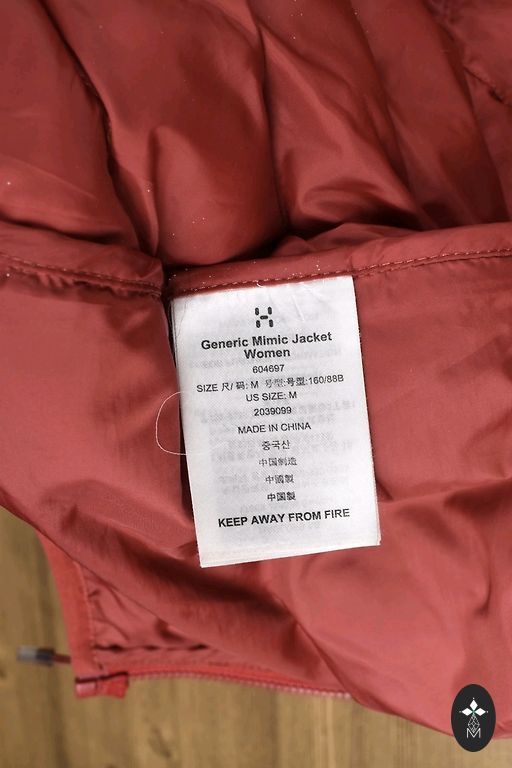 Generic Mimic Jacket
Women
604697
SIZE 尺/ 码: M 号型:号型:160/88B
US SIZE: M
2039099
MADE IN CHINA
중국산
中国制造
中國製
中国製
KEEP AWAY FROM FIRE
M